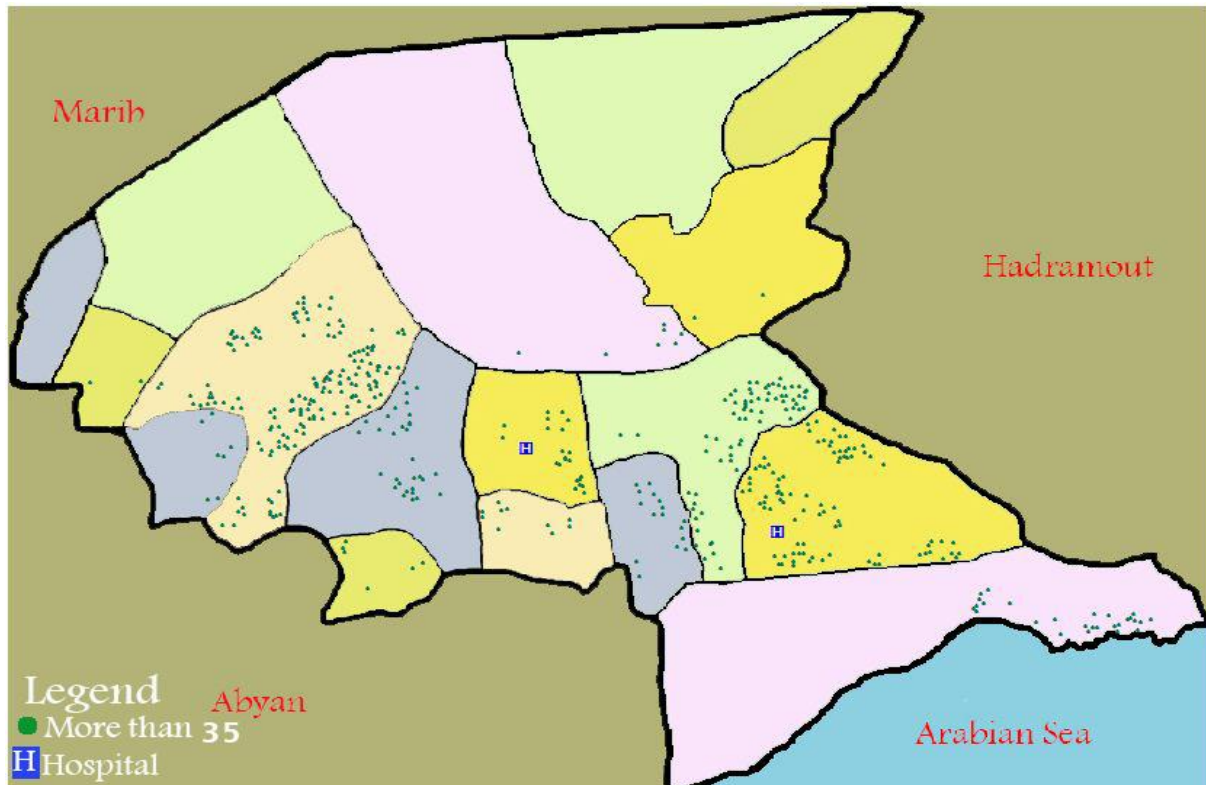 Marib
Hadramout
Legend
Abyan
More than 35
Arabian Sea
H Hospital
H
H